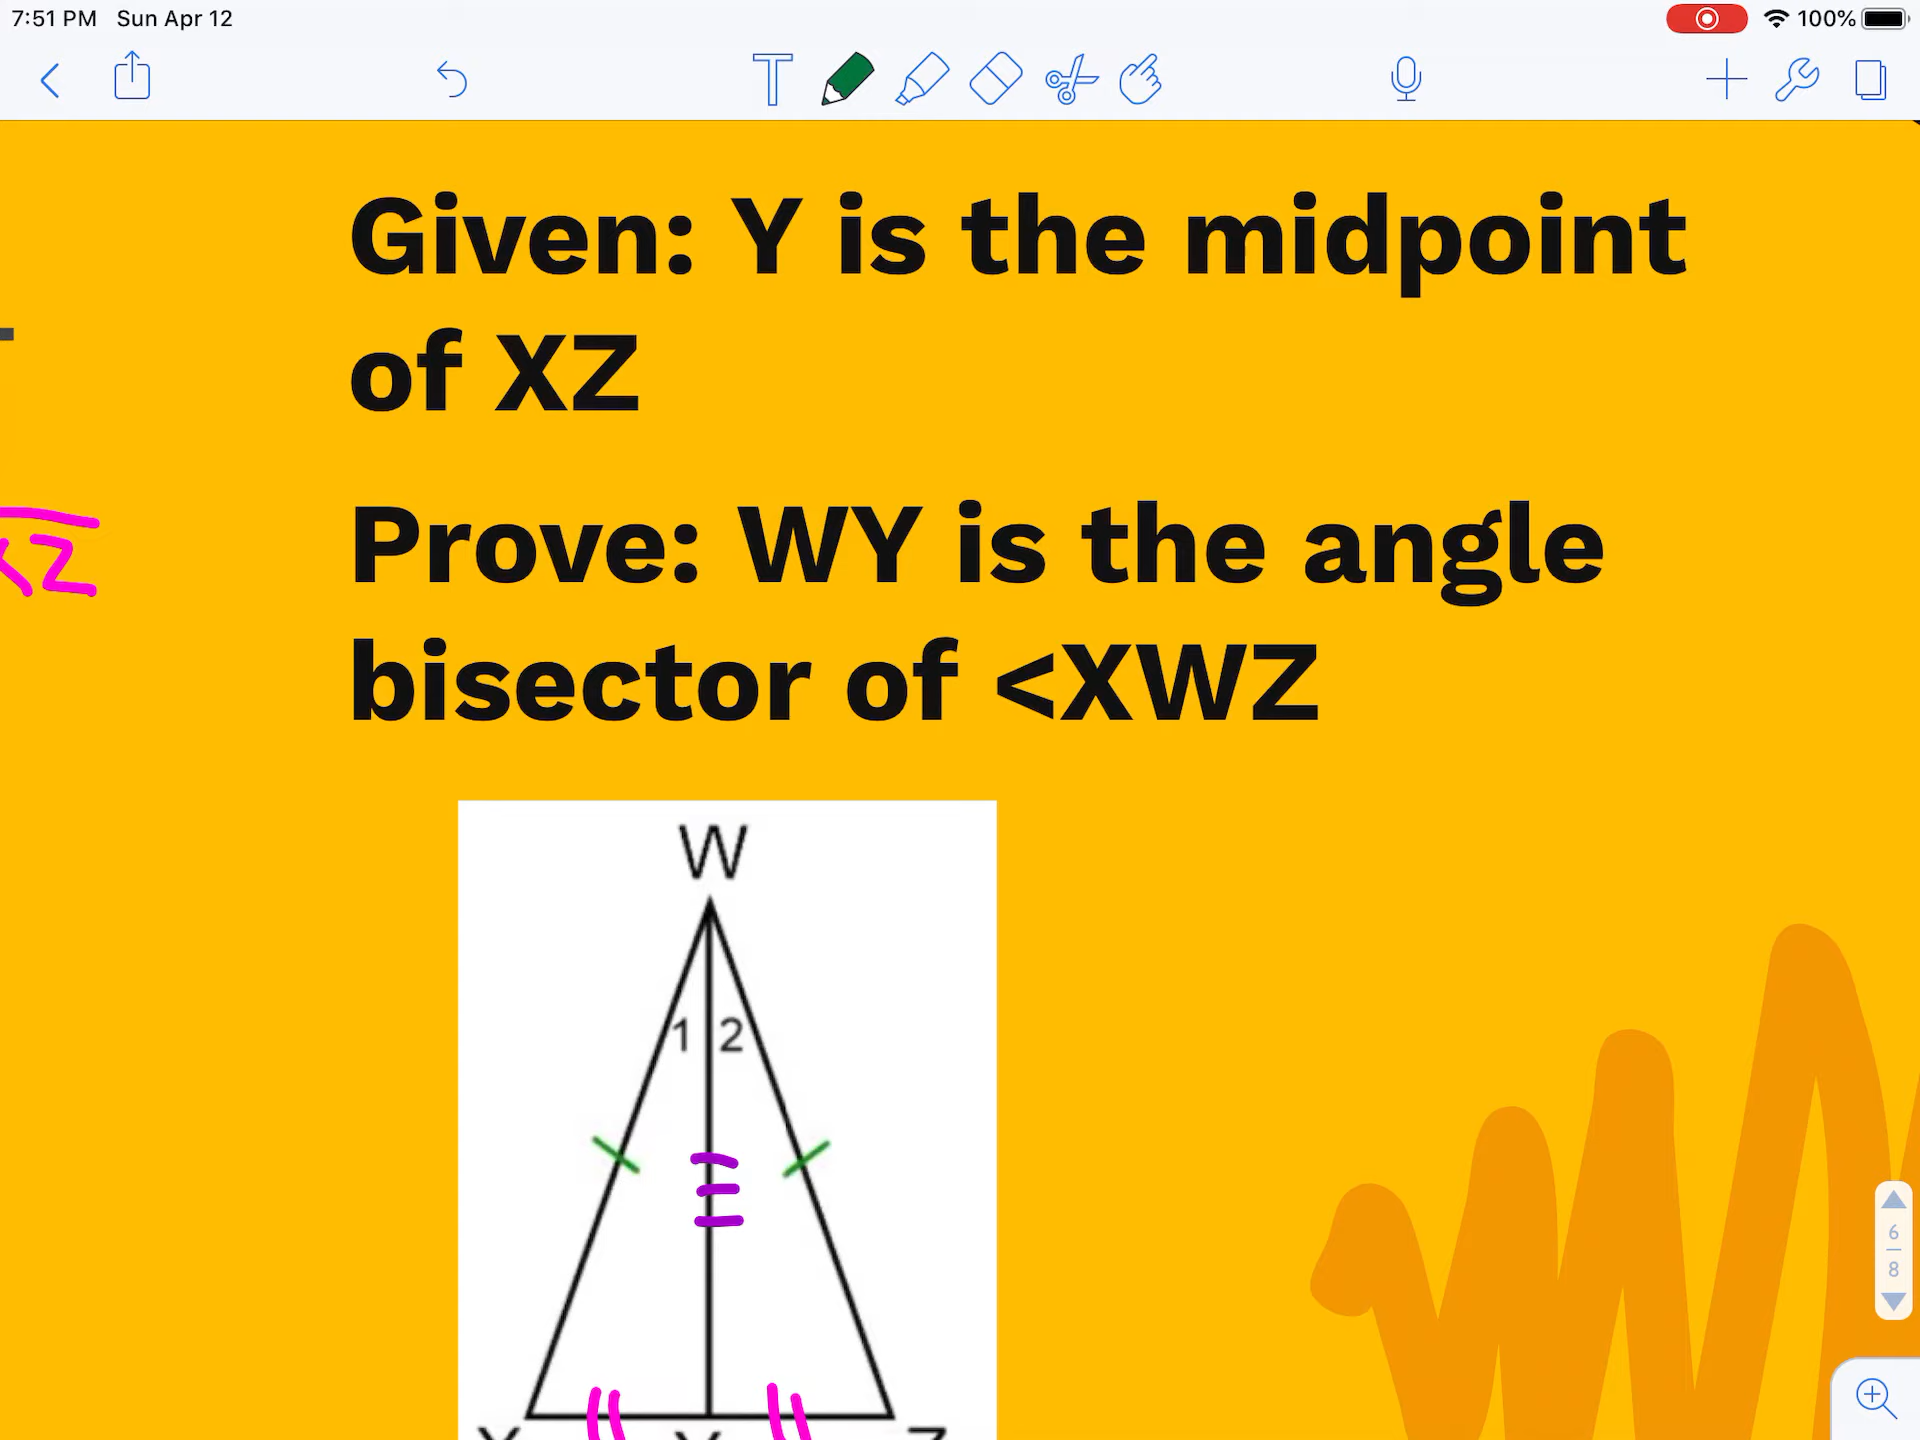 7:51 PM Sun Apr 12
100%
T
Given: Y is the midpoint
of XZ
XZ
Prove: WY is the angle
bisector of <XWZ
W
1 2
6
8
X Y Z